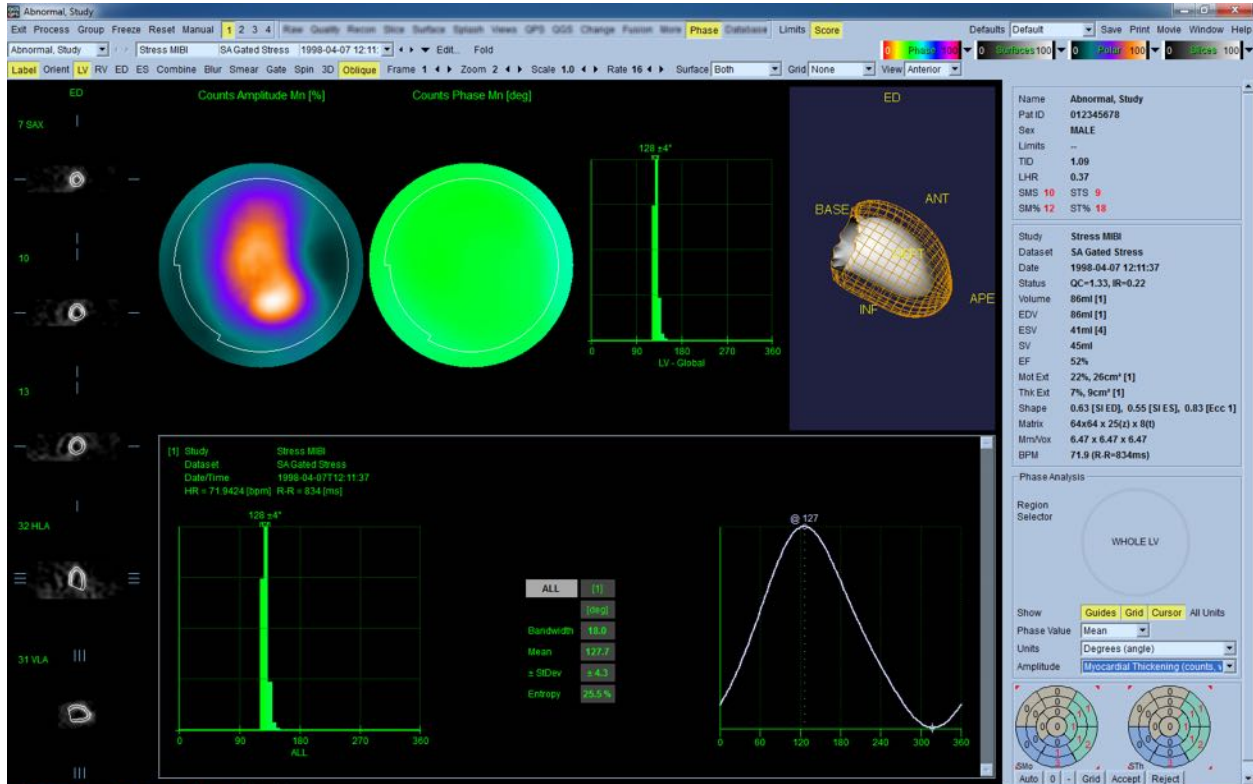 Abnormal, Study
Exit Process Group Freeze Reset Manual 1 2 3 4 Raw Quality Recon Slice Surface Splash Views QPS QGS Change Fusion More Phase Database Limits Score Defaults Default Save Print Movie Window Help
Abnormal, Study Stress MIBI SA Gated Stress 1998-04-07 12:11: Edit... Fold 0 Phase 100 0 Surfaces 100 0 Polar 100 0 Slices 100
Label Orient LV RV ED ES Combine Blur Smear Gate Spin 3D Oblique Frame 1 Zoom 2 Scale 1.0 Rate 16 Surface Both Grid None View Anterior
ED
7 SAX
10
13
32 HLA
31 VLA
Counts Amplitude Mn [%]
Counts Phase Mn [deg]
128 ±4°
0 90 180 270 360
LV - Global
ED
BASE
ANT
SEPT
INF
APE
[1] Study Stress MIBI
Dataset SA Gated Stress
Date/Time 1998-04-07T12:11:37
HR = 71.9424 [bpm] R-R = 834 [ms]
128 ±4°
0 90 180 270 360
ALL
ALL [1]
[deg]
Bandwidth 18.0
Mean 127.7
± StDev ± 4.3
Entropy 25.5 %
@ 127
0 60 120 180 240 300 360
Name Abnormal, Study
Pat ID 012345678
Sex MALE
Limits --
TID 1.09
LHR 0.37
SMS 10 STS 9
SM% 12 ST% 18
Study Stress MIBI
Dataset SA Gated Stress
Date 1998-04-07 12:11:37
Status QC=1.33, IR=0.22
Volume 86ml [1]
EDV 86ml [1]
ESV 41ml [4]
SV 45ml
EF 52%
Mot Ext 22%, 26cm² [1]
Thk Ext 7%, 9cm² [1]
Shape 0.63 [SI ED], 0.55 [SI ES], 0.83 [Ecc 1]
Matrix 64x64 x 25(z) x 8(t)
Mm/Vox 6.47 x 6.47 x 6.47
BPM 71.9 (R-R=834ms)
Phase Analysis
Region
Selector
WHOLE LV
Show Guides Grid Cursor All Units
Phase Value Mean
Units Degrees (angle)
Amplitude Myocardial Thickening (counts,
SMo
STh
Auto 0 - Grid Accept Reject